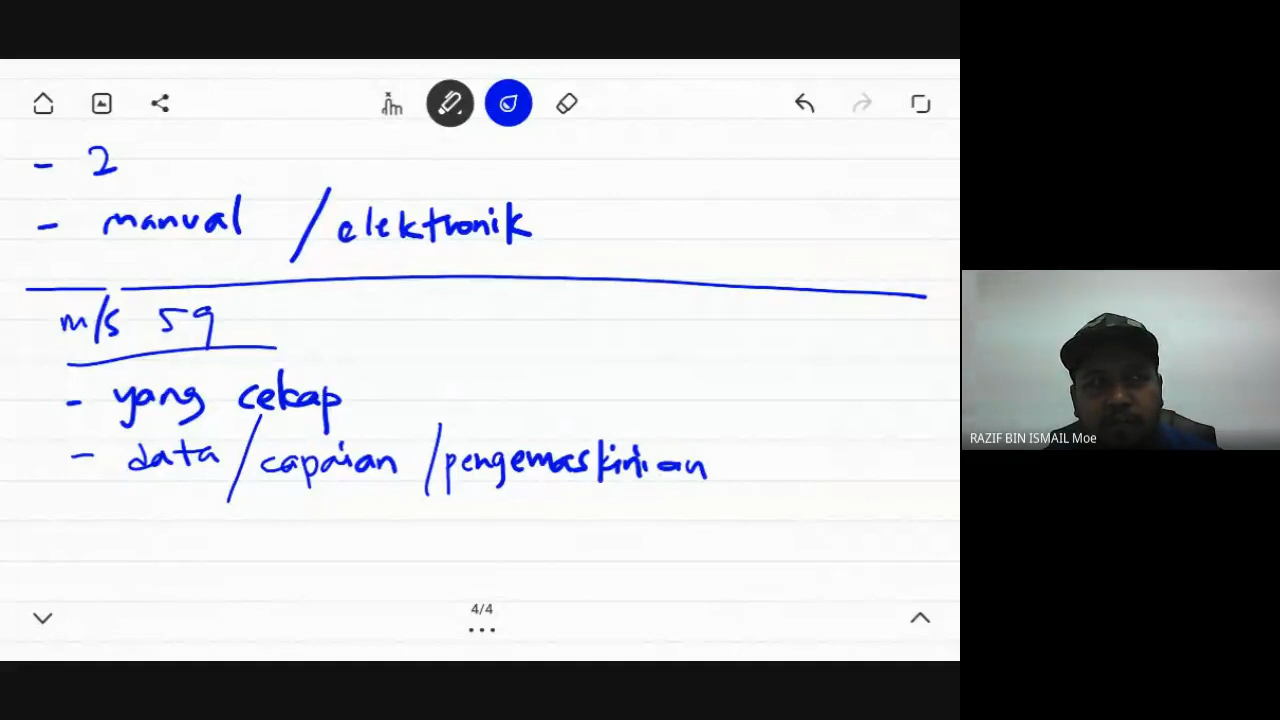 - 2
- manual / elektronik
m/s 59
- yang cekap
- data / capaian / pengemaskinian
4/4
RAZIF BIN ISMAIL Moe